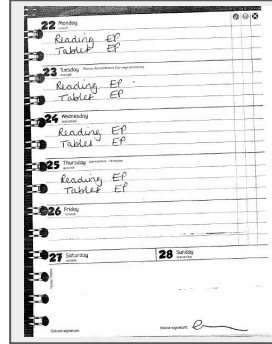 22 Monday
Reading EP
Tablet EP
23 Tuesday
Reading EP
Tablet EP
24 Wednesday
Reading EP
Tables EP
25 Thursday
Reading EP
Tablet EP
26 Friday
27 Saturday
28 Sunday
School signature:
Home signature: